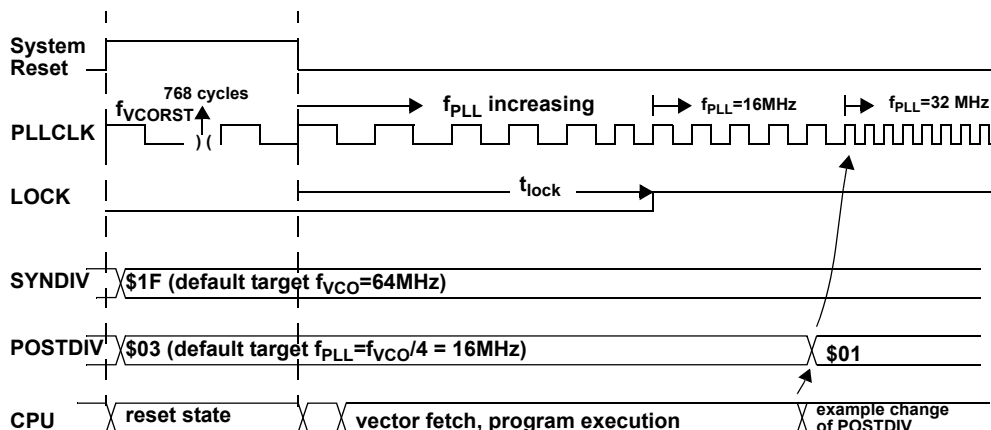 System
Reset
768 cycles
fVCORST
fPLL increasing
fPLL=16MHz
fPLL=32 MHz
PLLCLK
) (
tlock
LOCK
SYNDIV
$1F (default target fVCO=64MHz)
POSTDIV
$03 (default target fPLL=fVCO/4 = 16MHz)
$01
CPU
reset state
vector fetch, program execution
example change
of POSTDIV